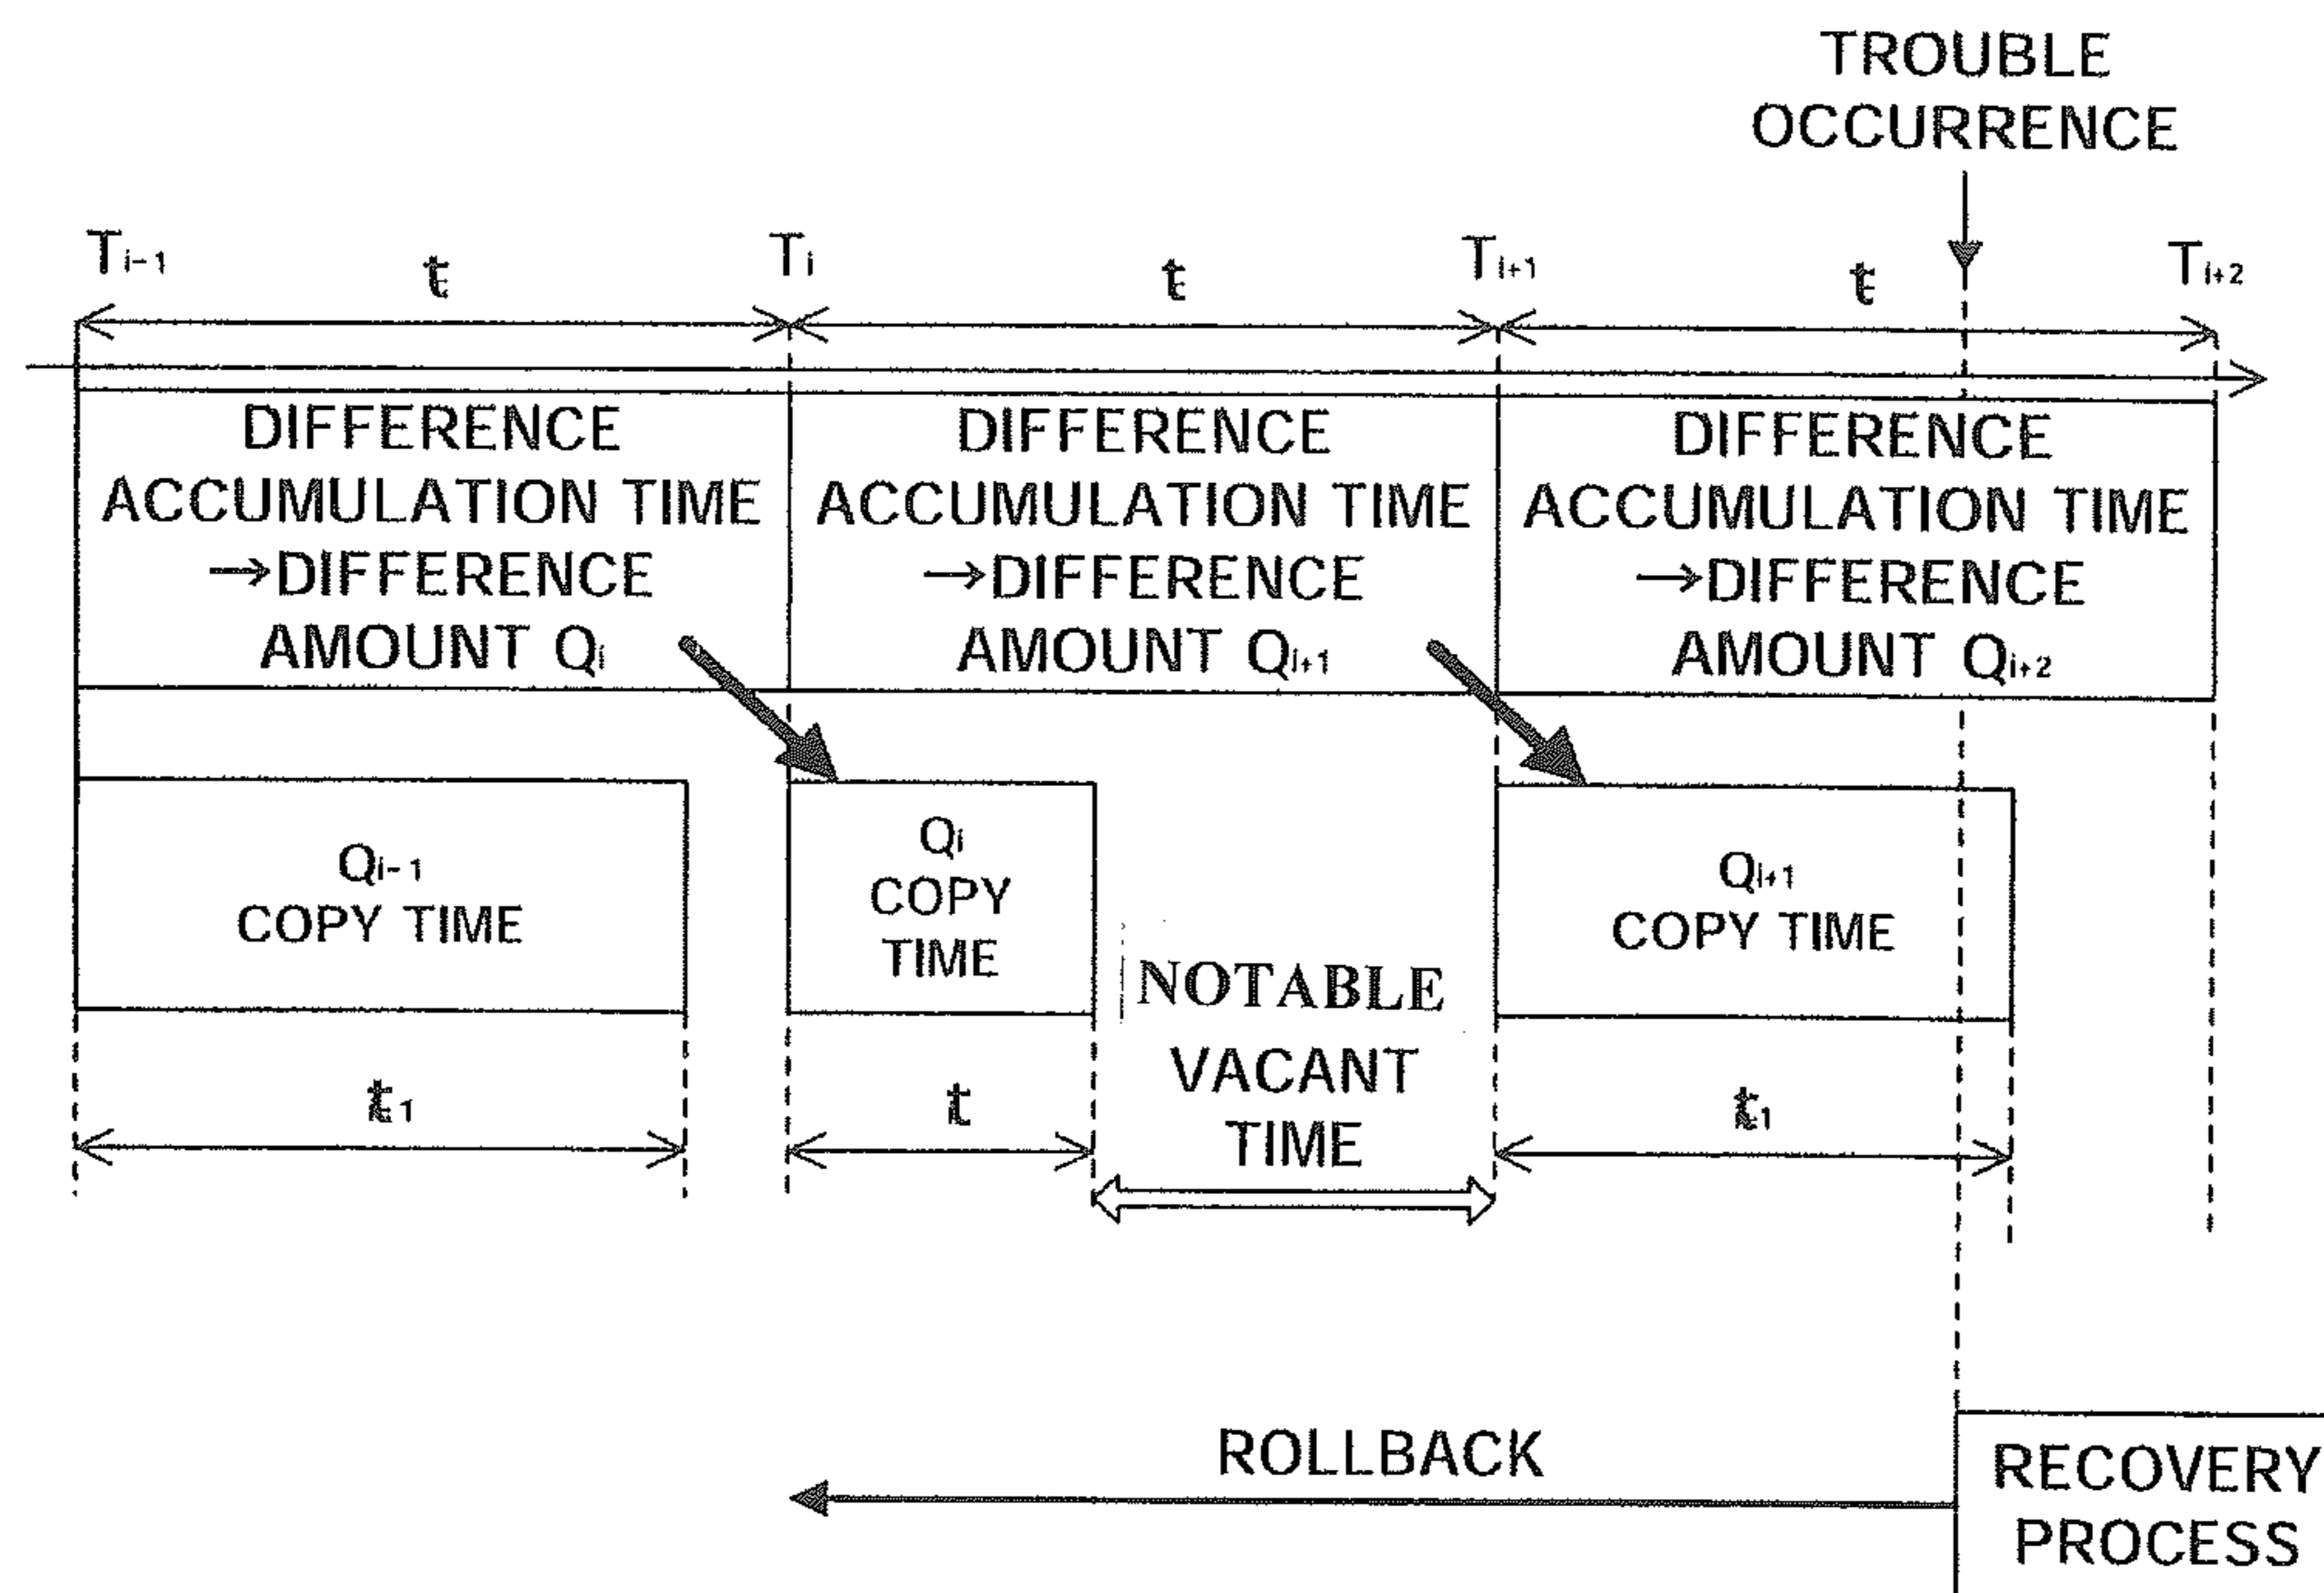 TROUBLE
OCCURRENCE
Ti-1
t
Ti
t
Ti+1
t
Ti+2
DIFFERENCE
ACCUMULATION TIME
→DIFFERENCE
AMOUNT Qi
DIFFERENCE
ACCUMULATION TIME
→DIFFERENCE
AMOUNT Qi+1
DIFFERENCE
ACCUMULATION TIME
→DIFFERENCE
AMOUNT Qi+2
Qi-1
COPY TIME
Qi
COPY
TIME
NOTABLE
VACANT
TIME
Qi+1
COPY TIME
t1
t
t1
ROLLBACK
RECOVERY
PROCESS